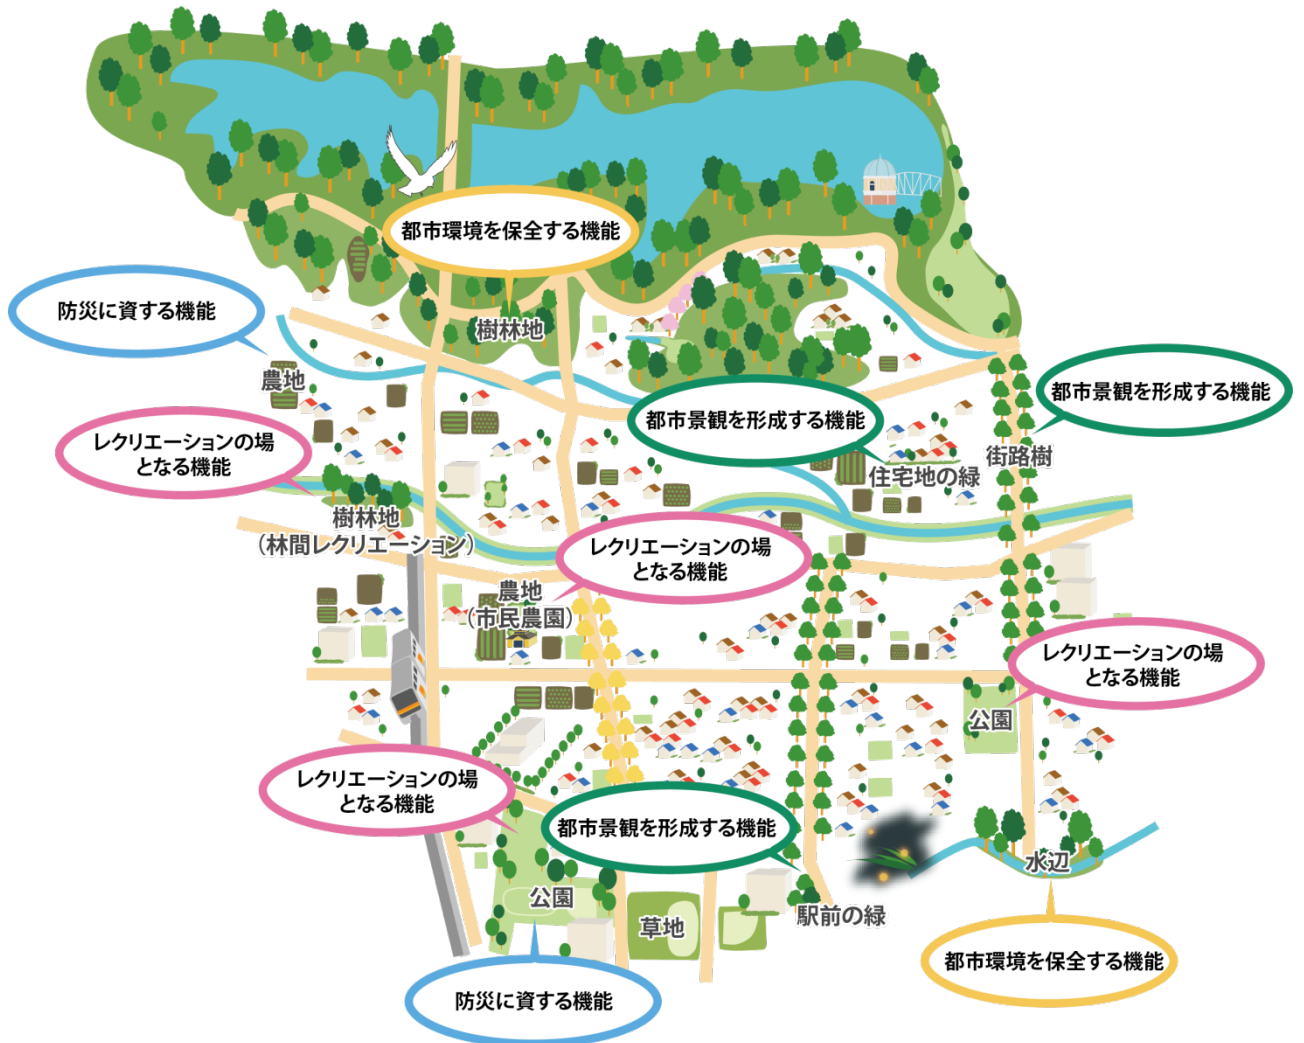 都市環境を保全する機能
防災に資する機能
樹林地
農地
都市景観を形成する機能
都市景観を形成する機能
レクリエーションの場
となる機能
街路樹
住宅地の緑
樹林地
（林間レクリエーション）
レクリエーションの場
となる機能
農地
（市民農園）
レクリエーションの場
となる機能
公園
レクリエーションの場
となる機能
都市景観を形成する機能
水辺
公園
駅前の緑
草地
都市環境を保全する機能
防災に資する機能